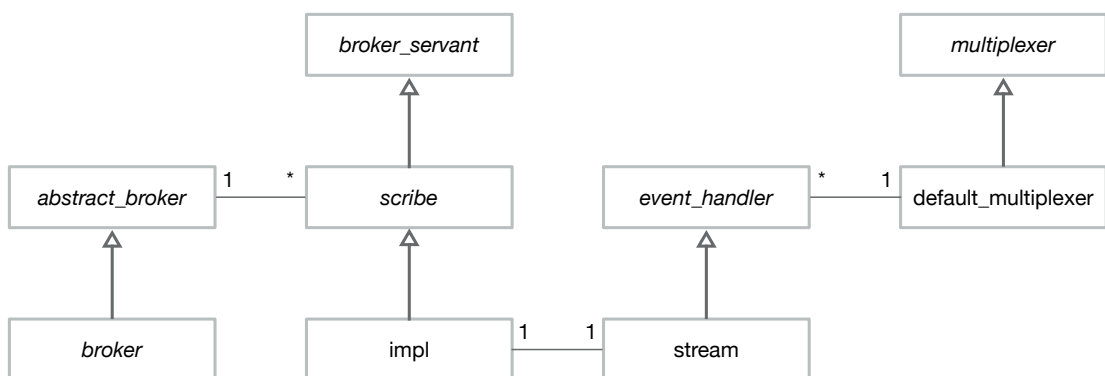 broker_servant
multiplexer
abstract_broker
1
*
scribe
event_handler
*
1
default_multiplexer
broker
impl
1
1
stream